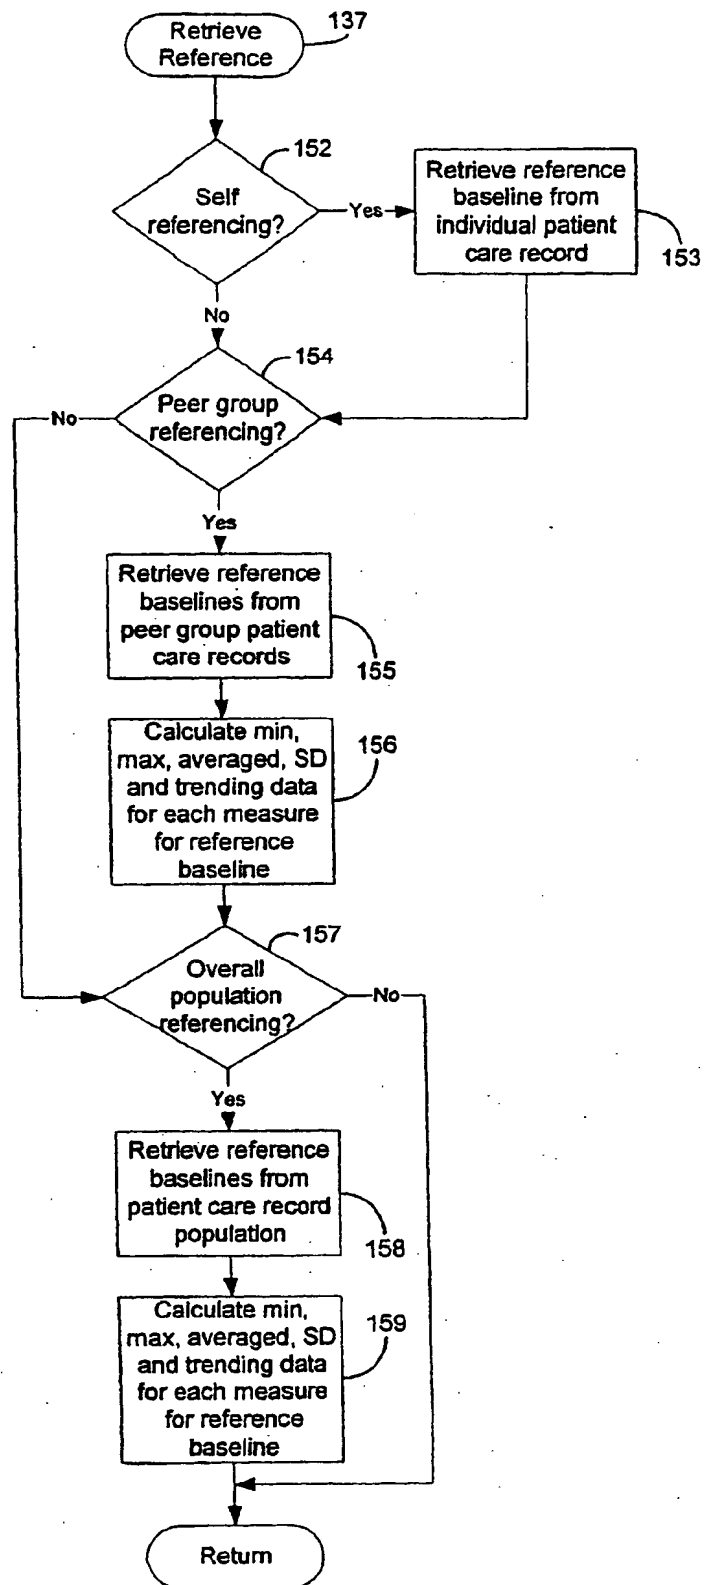 Retrieve
Reference
137
152
Self
referencing?
Yes
Retrieve reference
baseline from
individual patient
care record
153
No
154
Peer group
referencing?
No
Yes
Retrieve reference
baselines from
peer group patient
care records
155
Calculate min,
max, averaged, SD
and trending data
for each measure
for reference
baseline
156
157
Overall
population
referencing?
No
Yes
Retrieve reference
baselines from
patient care record
population
158
Calculate min,
max, averaged, SD
and trending data
for each measure
for reference
baseline
159
Return